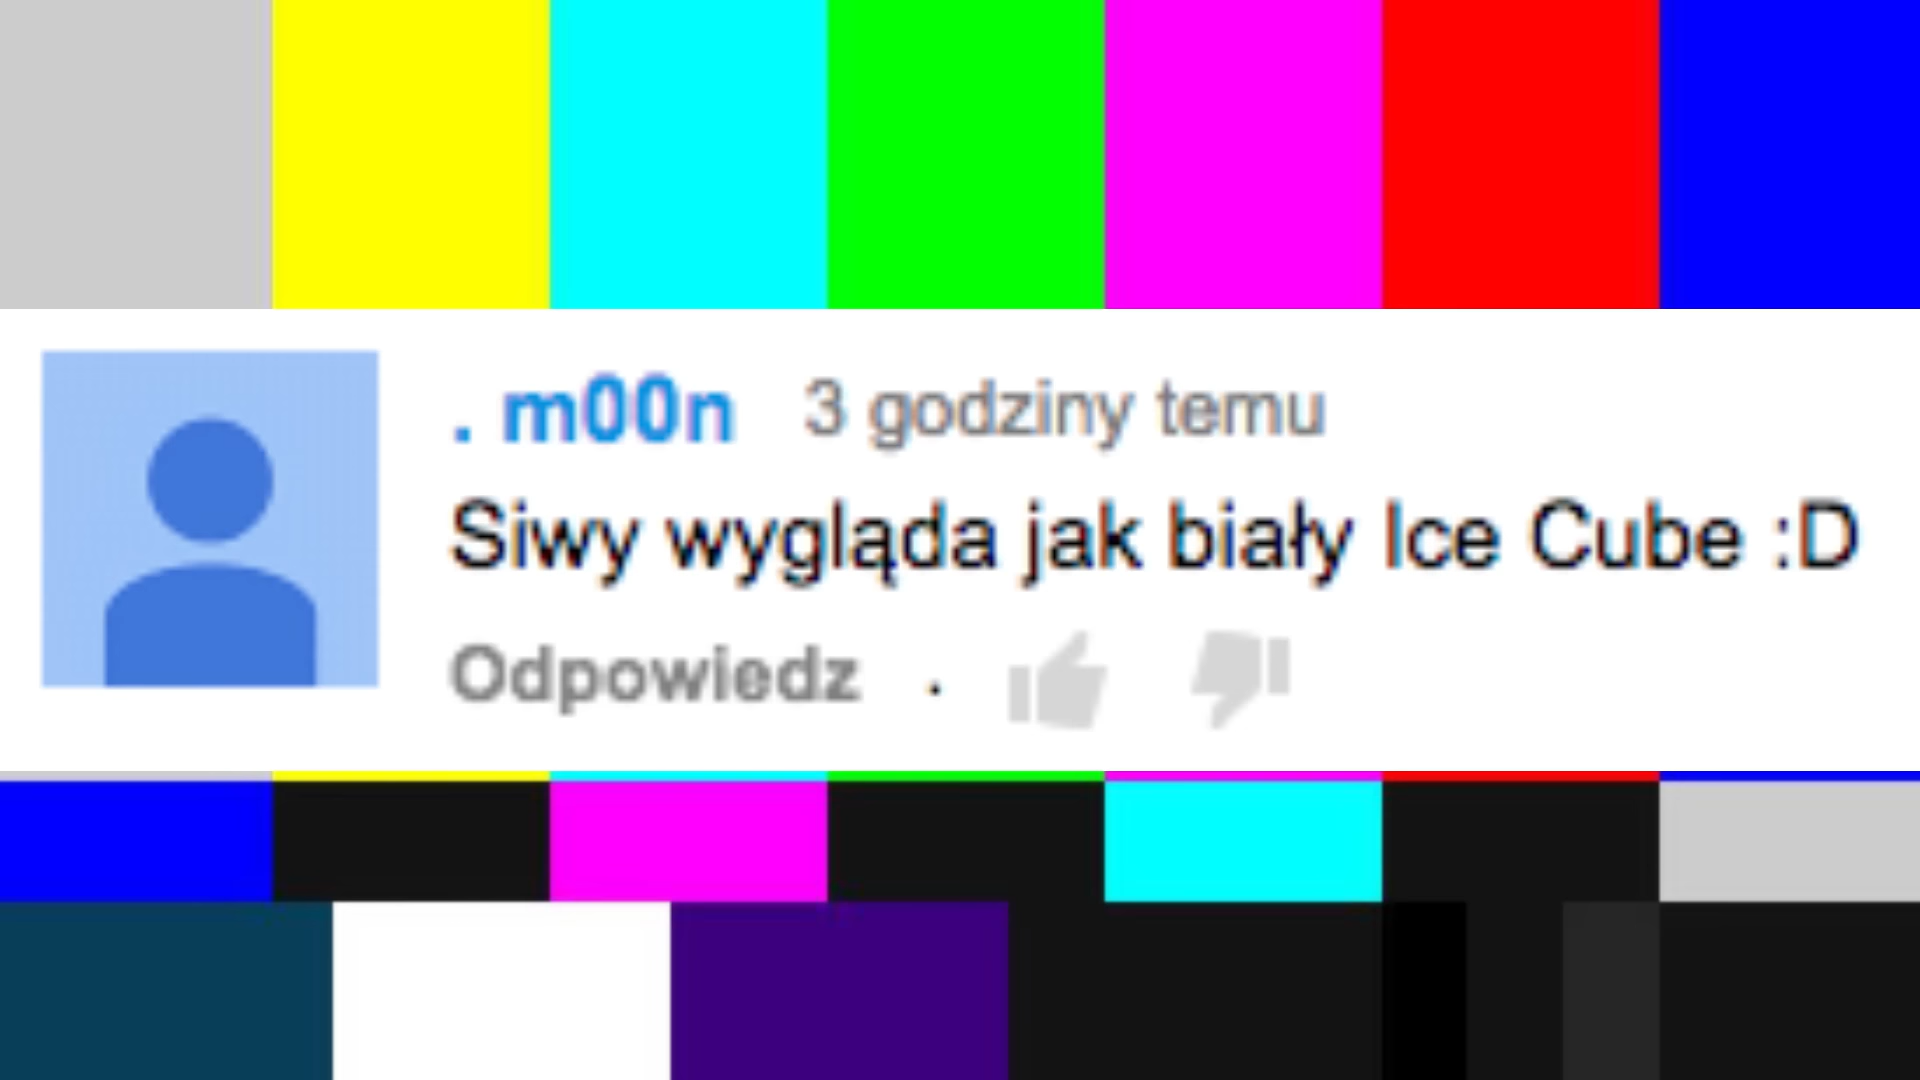 . m00n 3 godziny temu
Siwy wygląda jak biały Ice Cube :D
Odpowiedz ·